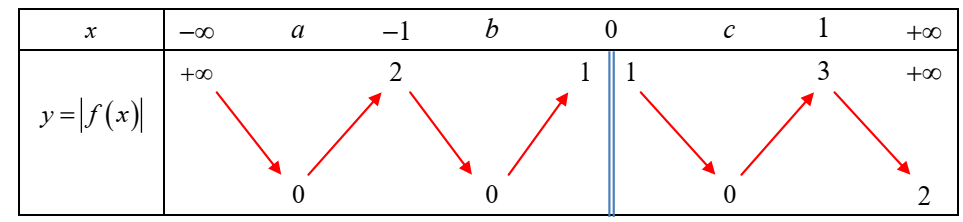 x −∞ a −1 b 0 c 1 +∞
+∞ 2 1 1 3 +∞
y = |f(x)|
0 0 0 2